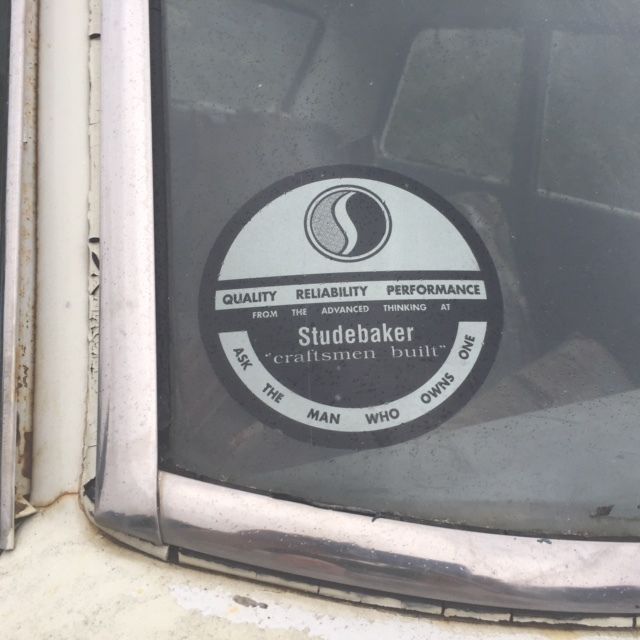 QUALITY RELIABILITY PERFORMANCE
FROM THE ADVANCED THINKING AT
Studebaker
"craftsmen built"
ASK THE MAN WHO OWNS ONE